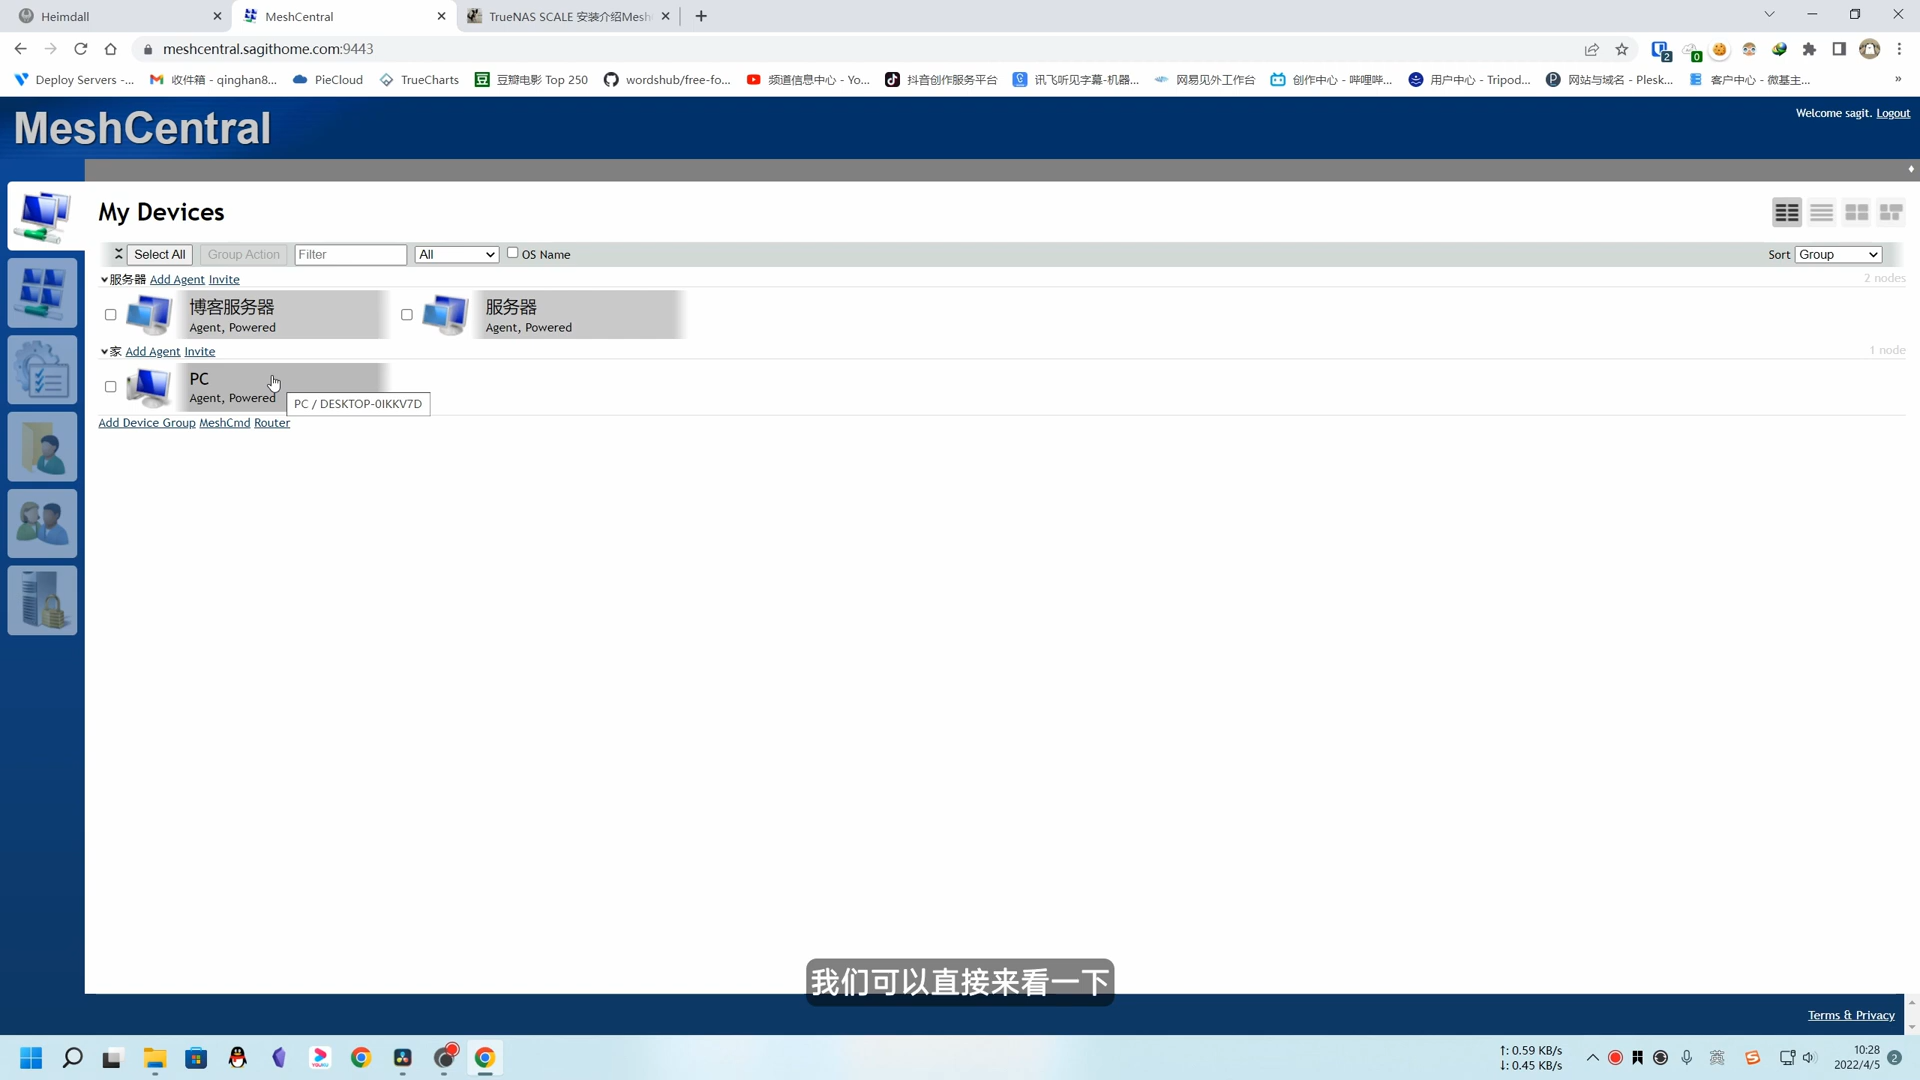 Heimdall
MeshCentral
TrueNAS SCALE 安装介绍Mesh
meshcentral.sagithome.com:9443
2
0
Deploy Servers -...
收件箱 - qinghan8...
PieCloud
TrueCharts
豆瓣电影 Top 250
wordshub/free-fo...
频道信息中心 - Yo...
抖音创作服务平台
讯飞听见字幕-机器...
网易见外工作台
创作中心 - 哔哩哔...
用户中心 - Tripod...
网站与域名 - Plesk...
客户中心 - 微基主...
»
MeshCentral
Welcome sagit. Logout
My Devices
Select All
Group Action
Filter
All
OS Name
Sort
Group
服务器 Add Agent Invite
2 nodes
博客服务器
Agent, Powered
服务器
Agent, Powered
家 Add Agent Invite
1 node
PC
Agent, Powered
PC / DESKTOP-0IKKV7D
Add Device Group MeshCmd Router
我们可以直接来看一下
Terms & Privacy
↑: 0.59 KB/s
↓: 0.45 KB/s
英
10:28
2022/4/5
2